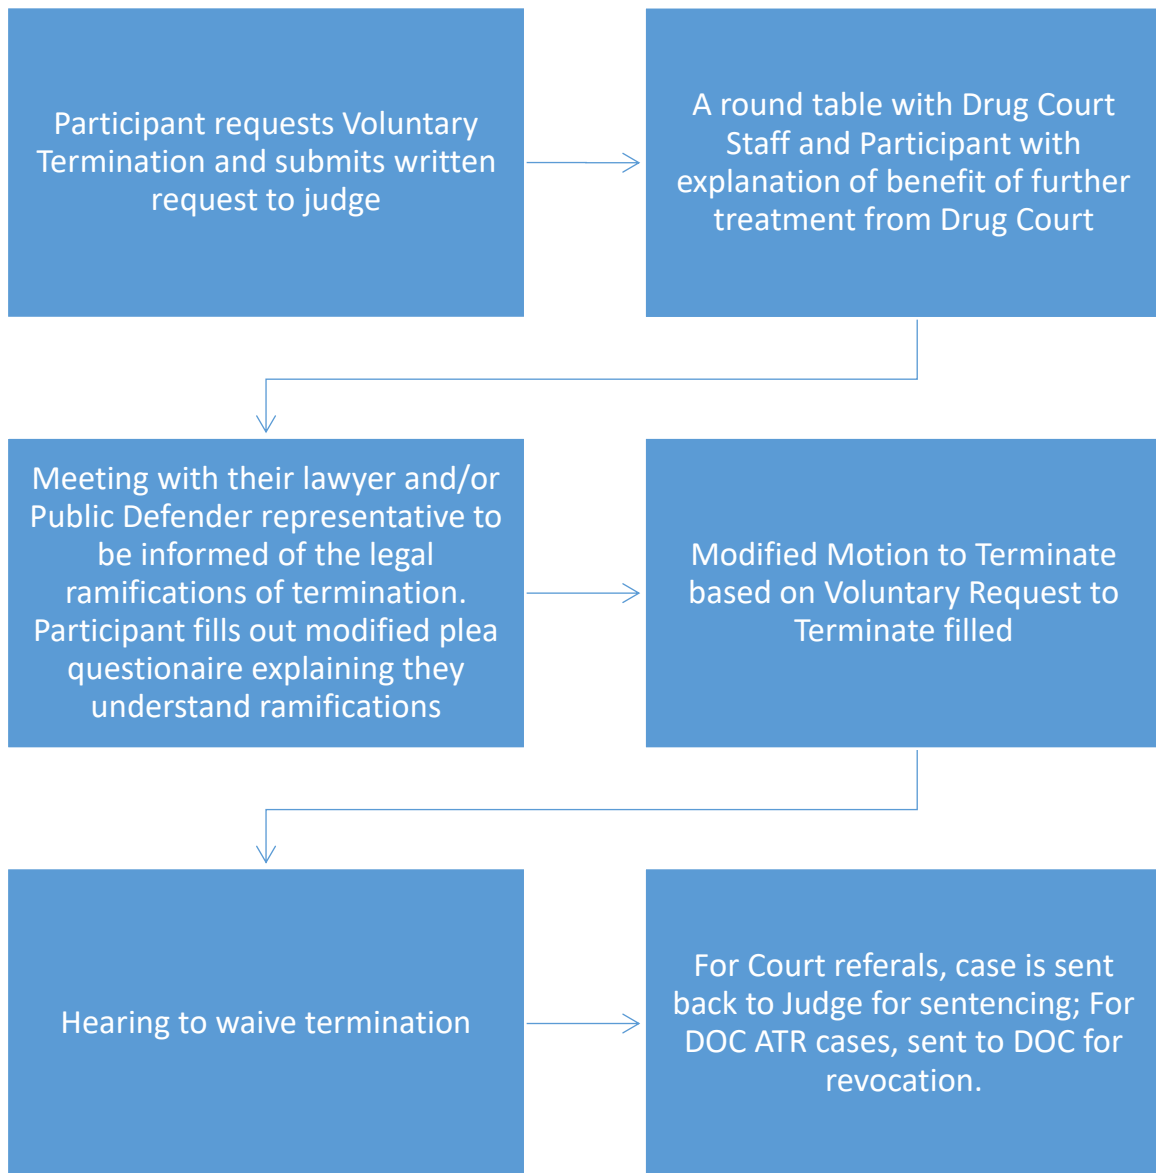 Participant requests Voluntary
Termination and submits written
request to judge
A round table with Drug Court
Staff and Participant with
explanation of benefit of further
treatment from Drug Court
Meeting with their lawyer and/or
Public Defender representative to
be informed of the legal
ramifications of termination.
Participant fills out modified plea
questionaire explaining they
understand ramifications
Modified Motion to Terminate
based on Voluntary Request to
Terminate filled
Hearing to waive termination
For Court referals, case is sent
back to Judge for sentencing; For
DOC ATR cases, sent to DOC for
revocation.